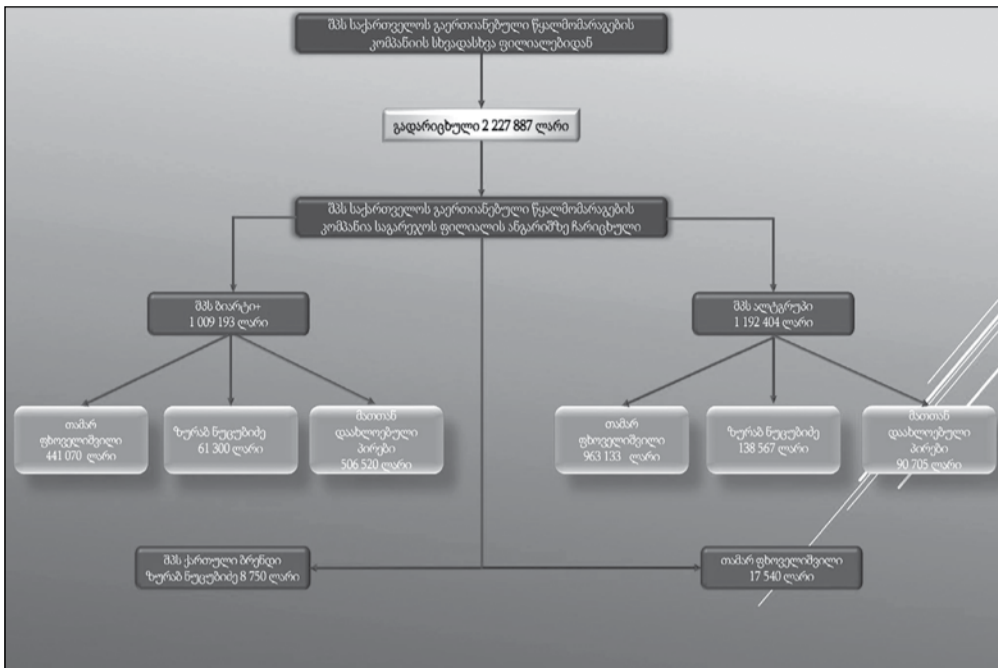 შპს საქართველოს გაერთიანებული წყალმომარაგების
კომპანიის სხვადასხვა ფილიალებიდან
გადარიცხული 2 227 887 ლარი
შპს საქართველოს გაერთიანებული წყალმომარაგების
კომპანია საგარეჯოს ფილიალის ანგარიშზე ჩარიცხული
შპს ბიარტი+
1 009 193 ლარი
შპს ალტგრუპი
1 192 404 ლარი
თამარ
ფხოველიშვილი
441 070 ლარი
ზურაბ ნუცუბიძე
61 300 ლარი
მათთან
დაახლოებული
პირები
506 520 ლარი
თამარ
ფხოველიშვილი
963 133 ლარი
ზურაბ ნუცუბიძე
138 567 ლარი
მათთან
დაახლოებული
პირები
90 705 ლარი
შპს ქართული ბრენდი
ზურაბ ნუცუბიძე 8 750 ლარი
თამარ ფხოველიშვილი
17 540 ლარი